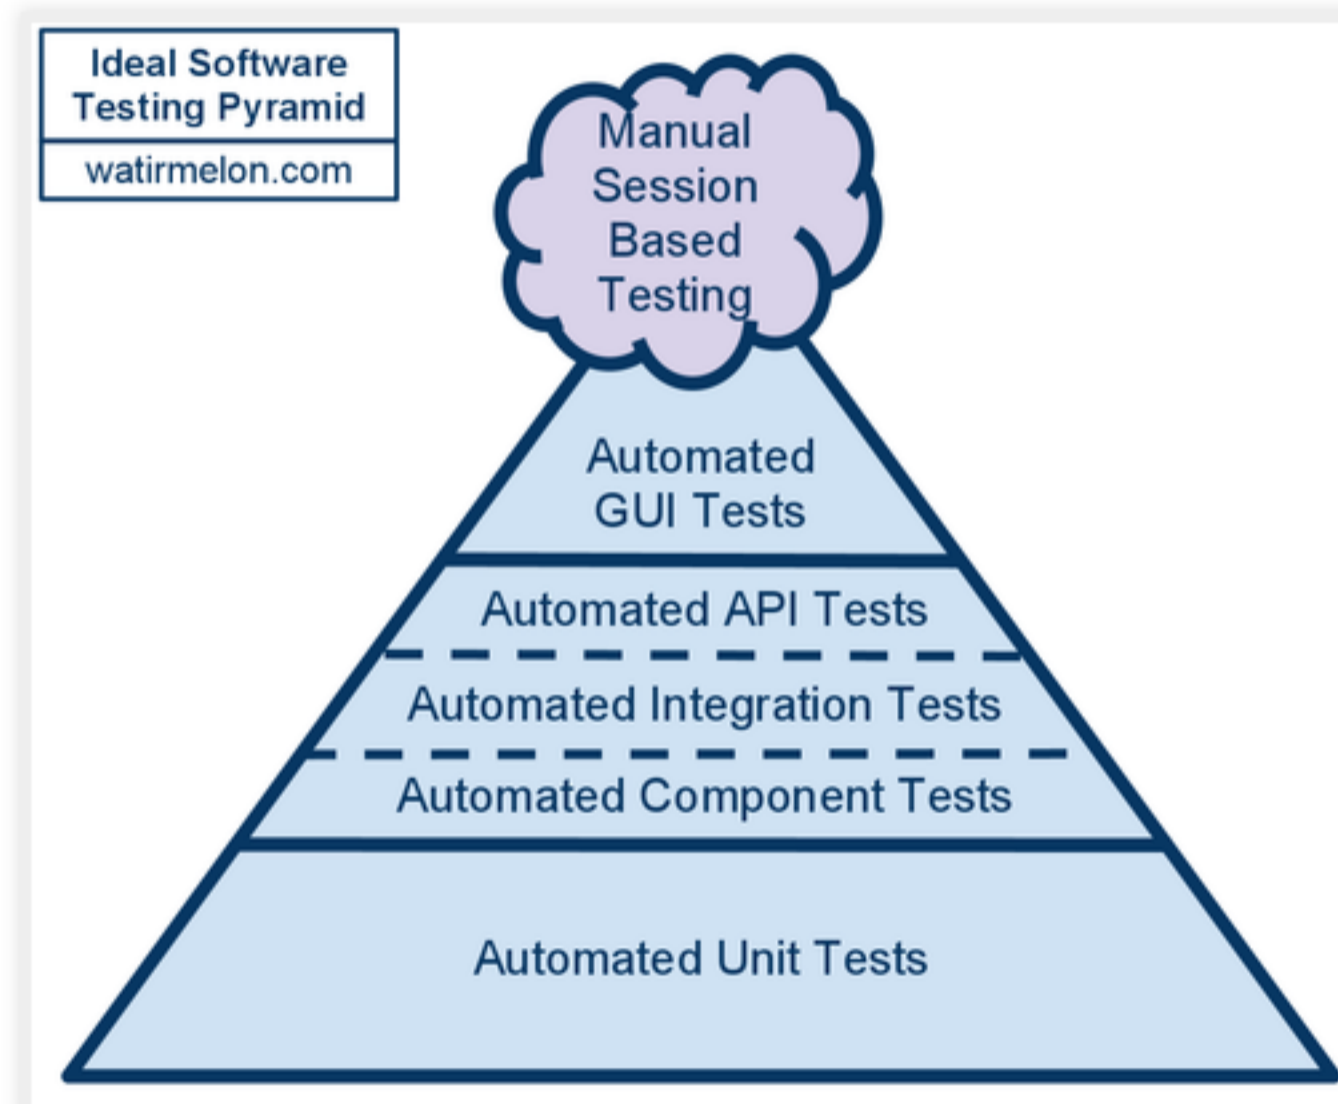 Ideal Software
Testing Pyramid
watirmelon.com
Manual
Session
Based
Testing
Automated
GUI Tests
Automated API Tests
Automated Integration Tests
Automated Component Tests
Automated Unit Tests